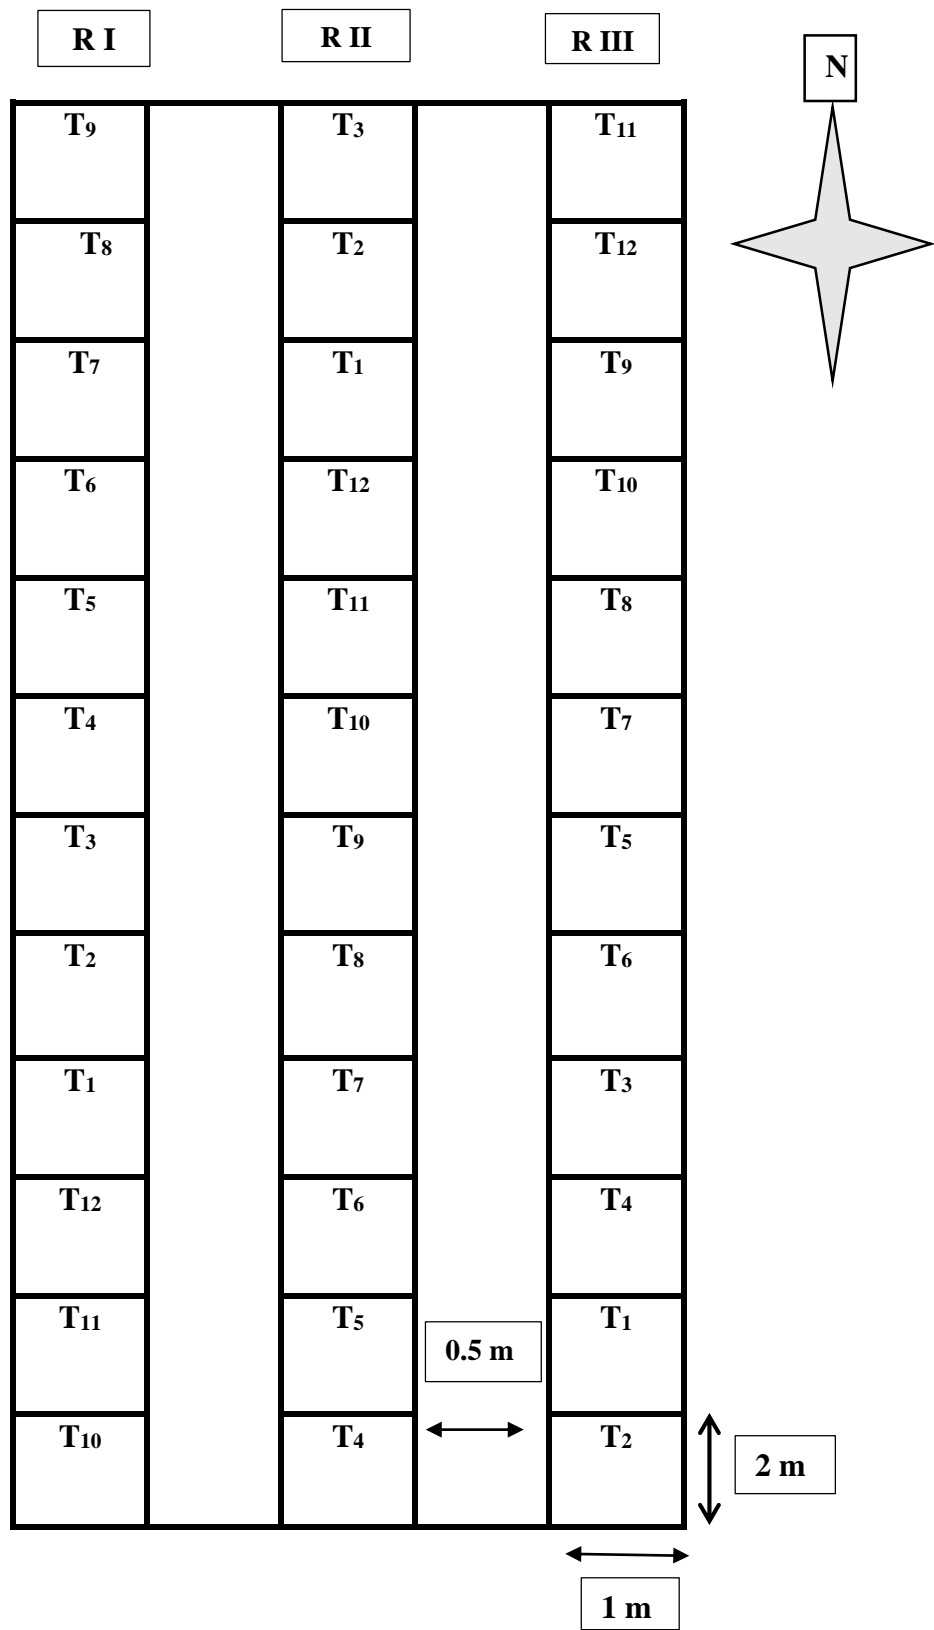 R I R II R III
N
T₉ T₃ T₁₁
T₈ T₂ T₁₂
T₇ T₁ T₉
T₆ T₁₂ T₁₀
T₅ T₁₁ T₈
T₄ T₁₀ T₇
T₃ T₉ T₅
T₂ T₈ T₆
T₁ T₇ T₃
T₁₂ T₆ T₄
T₁₁ T₅ T₁
0.5 m
T₁₀ T₄ T₂
2 m
1 m